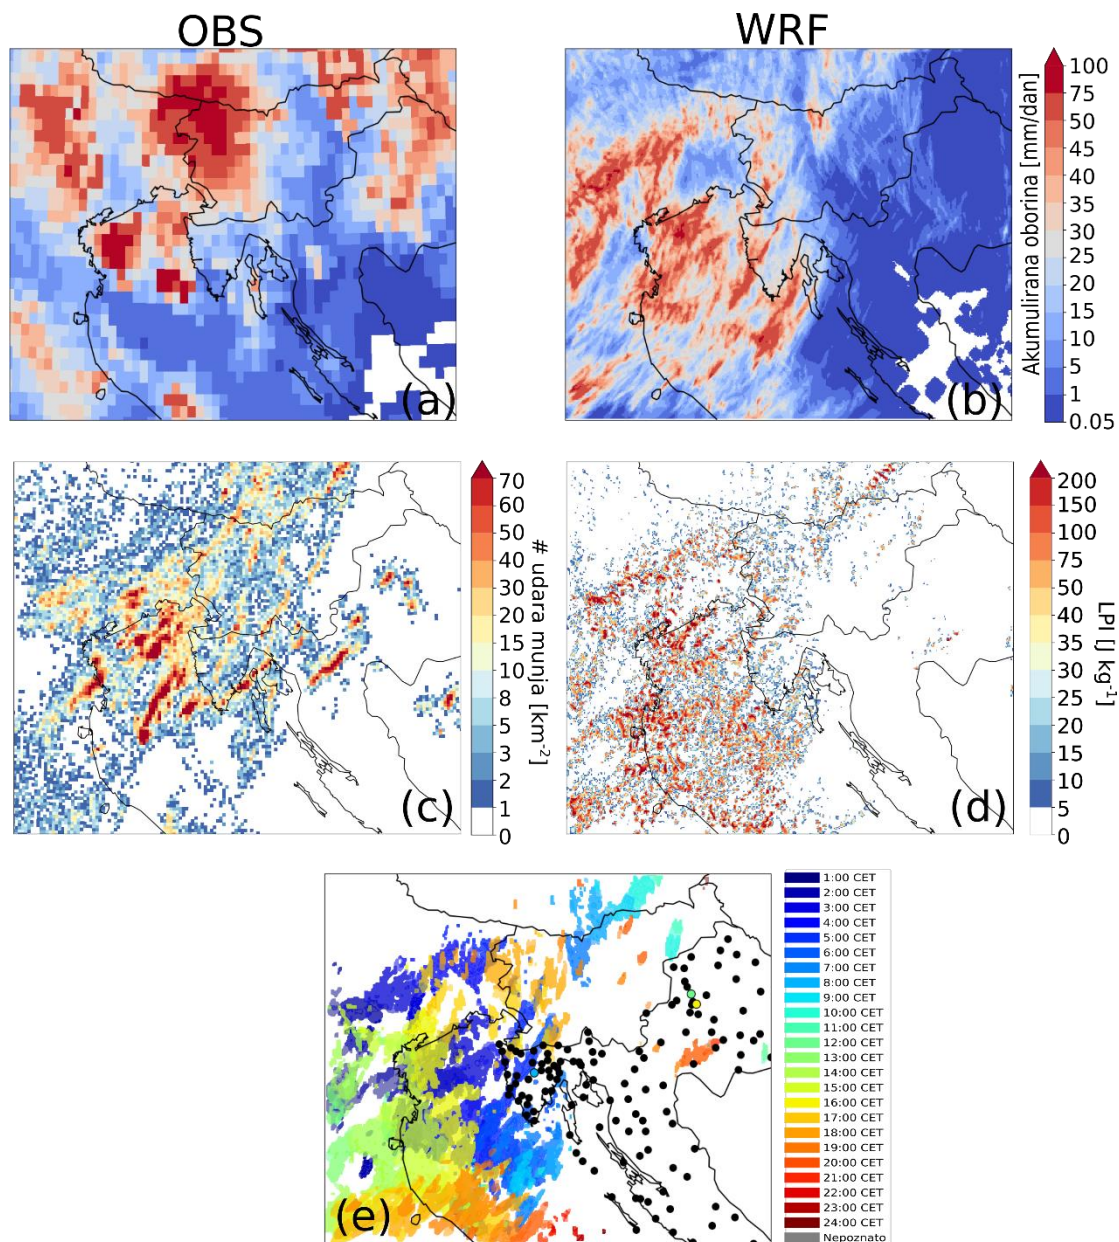 OBS
WRF
(a)
(b)
100
75
50
45
40
35
30
25
20
15
10
5
1
0.05
Akumulirana oborina [mm/dan]
(c)
70
60
50
40
30
20
15
10
8
5
3
2
1
0
# udara munja [km⁻²]
(d)
200
150
100
75
50
35
30
25
20
15
10
5
0
LPI [J kg⁻¹]
(e)
1:00 CET
2:00 CET
3:00 CET
4:00 CET
5:00 CET
6:00 CET
7:00 CET
8:00 CET
9:00 CET
10:00 CET
11:00 CET
12:00 CET
13:00 CET
14:00 CET
15:00 CET
16:00 CET
17:00 CET
18:00 CET
19:00 CET
20:00 CET
21:00 CET
22:00 CET
23:00 CET
24:00 CET
Nepoznato